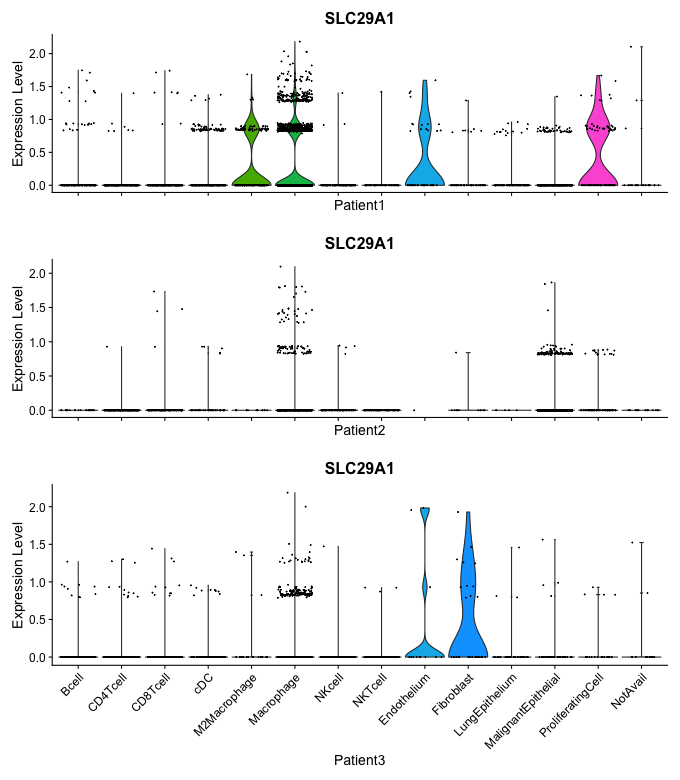 SLC29A1
Expression Level
2.0
1.5
1.0
0.5
0.0
Patient1
SLC29A1
Expression Level
2.0
1.5
1.0
0.5
0.0
Patient2
SLC29A1
Expression Level
2.0
1.5
1.0
0.5
0.0
Bcell
CD4Tcell
CD8Tcell
cDC
M2Macrophage
Macrophage
NKcell
NKTcell
Endothelium
Fibroblast
LungEpithelium
MalignantEpithelial
ProliferatingCell
NotAvail
Patient3